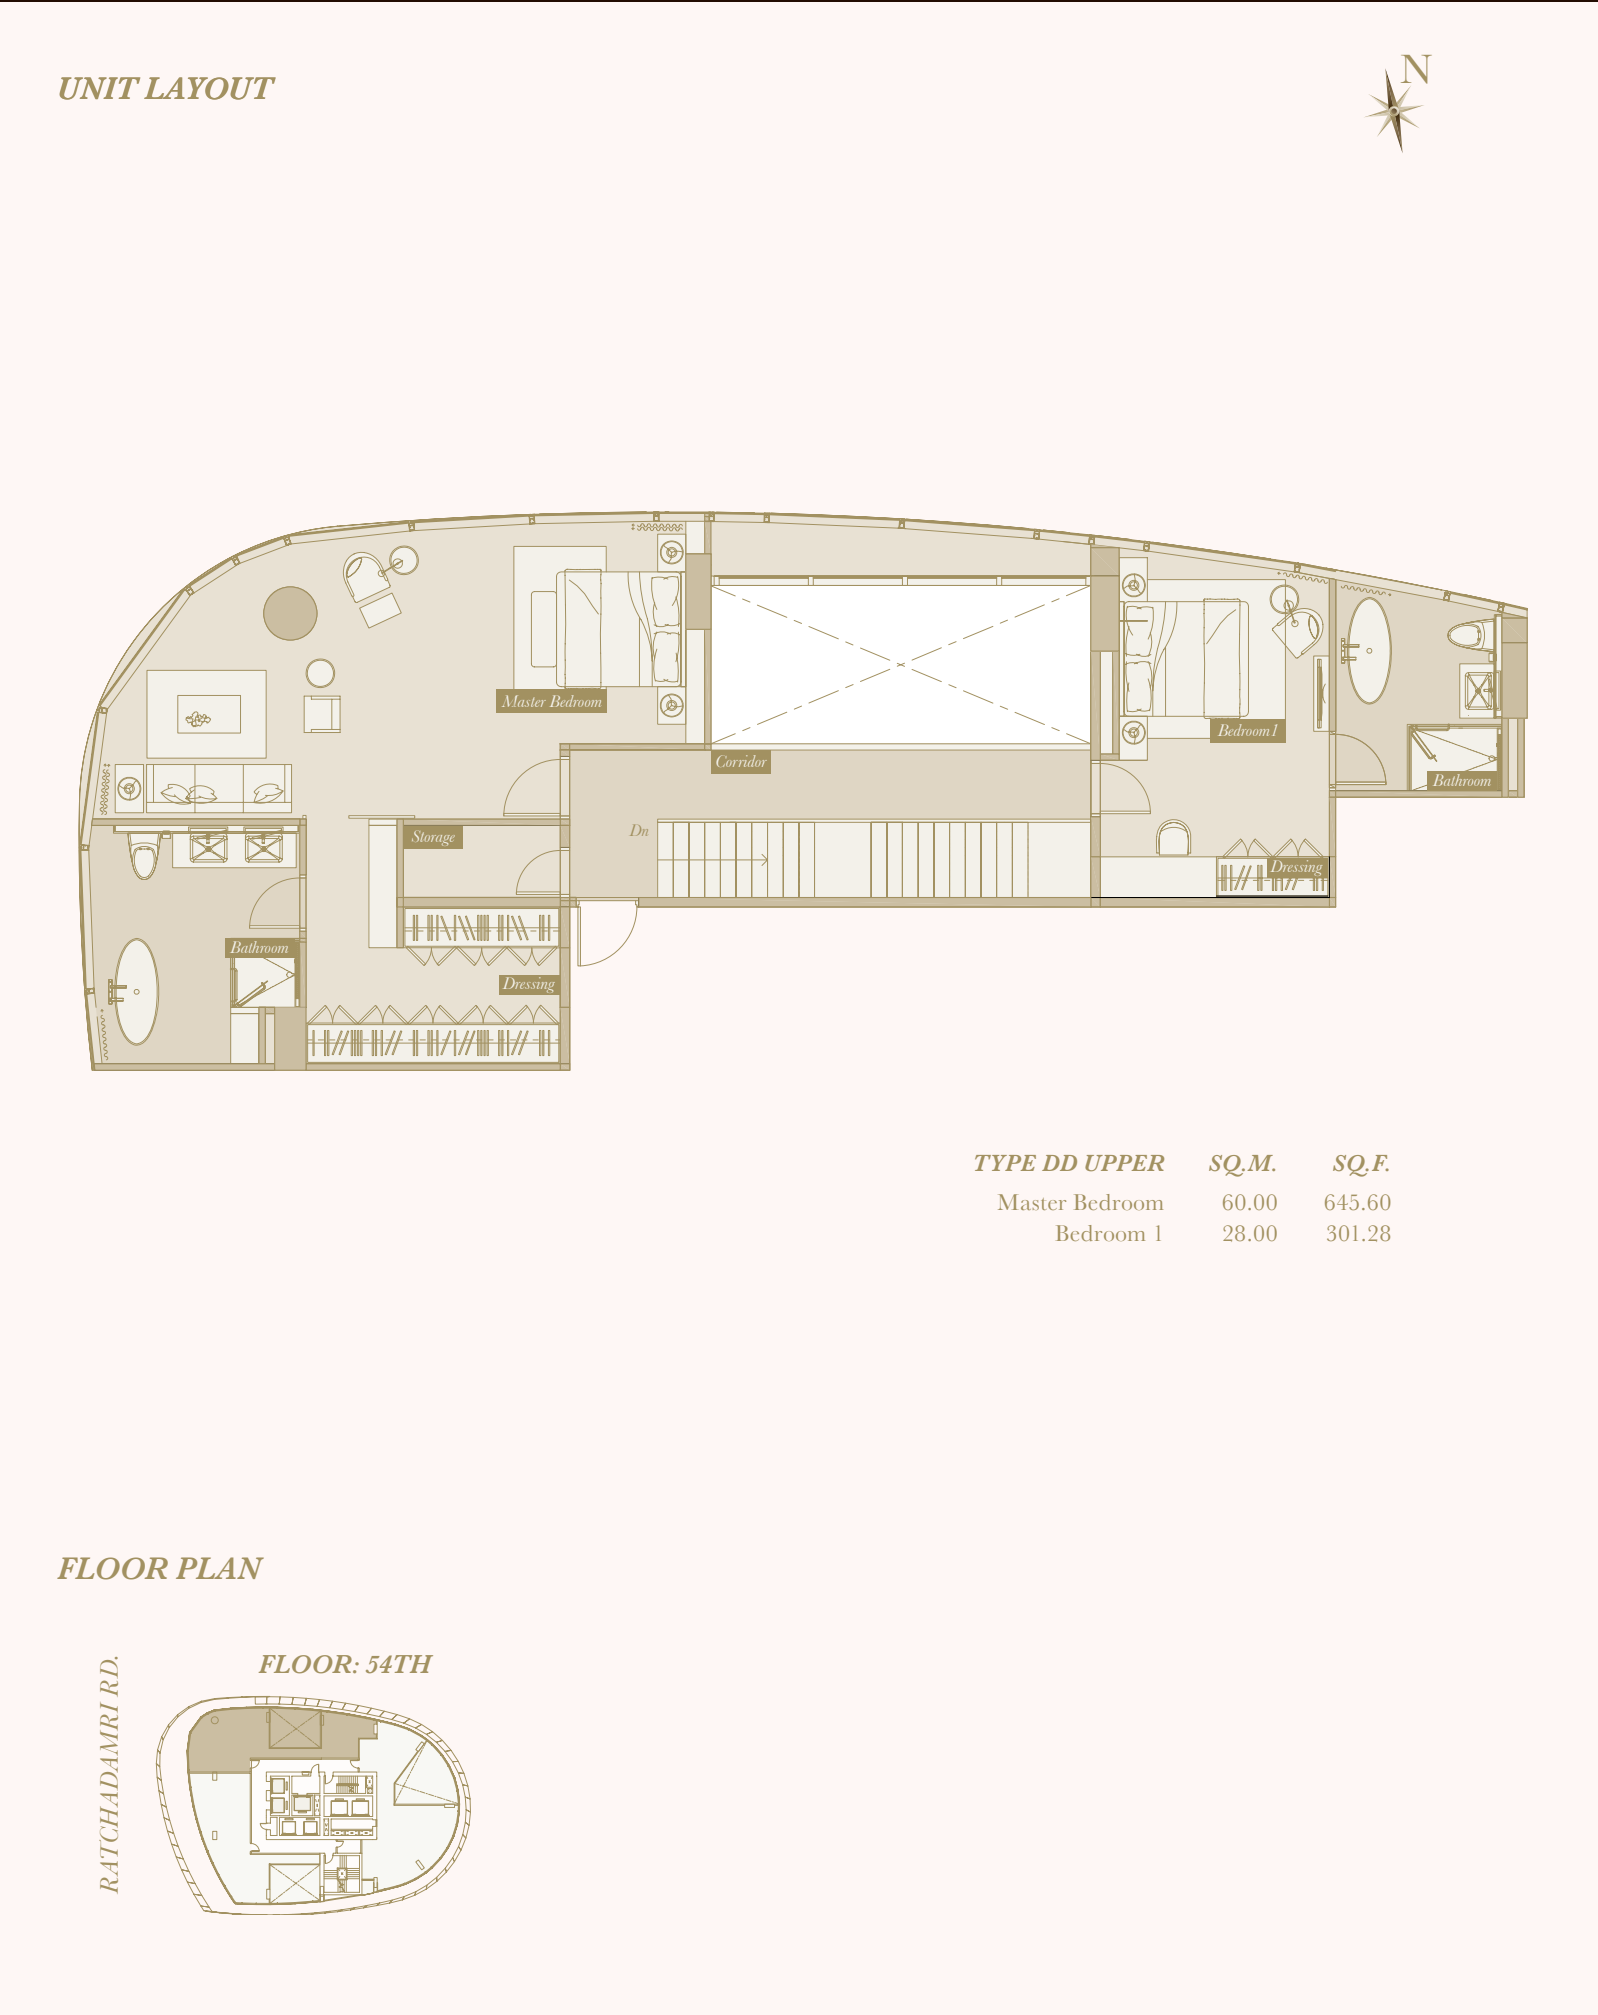 UNIT LAYOUT
N
Master Bedroom
Bedroom 1
Corridor
Bathroom
Storage
Dn
Dressing
Bathroom
Dressing
TYPE DD UPPER SQ.M. SQ.F.
Master Bedroom 60.00 645.60
Bedroom 1 28.00 301.28
FLOOR PLAN
FLOOR: 54TH
RATCHADAMRI RD.